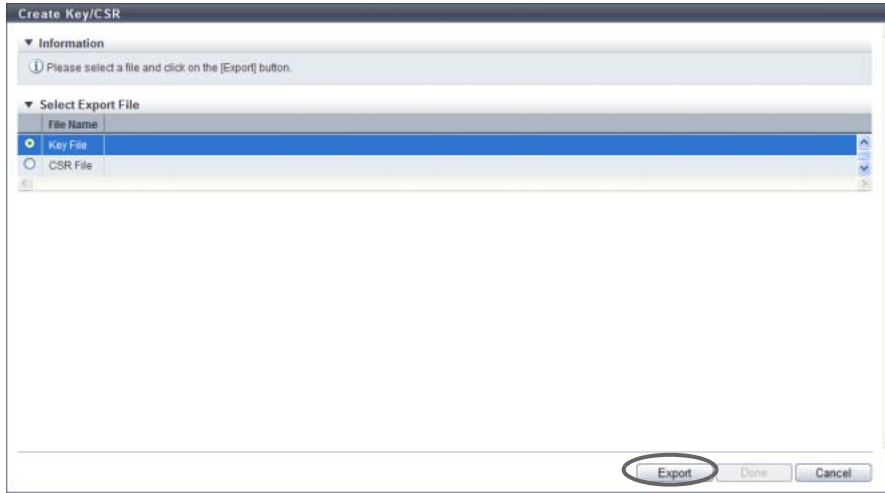 Create Key/CSR
Information
Please select a file and click on the [Export] button.
Select Export File
File Name
Key File
CSR File
Export Done Cancel